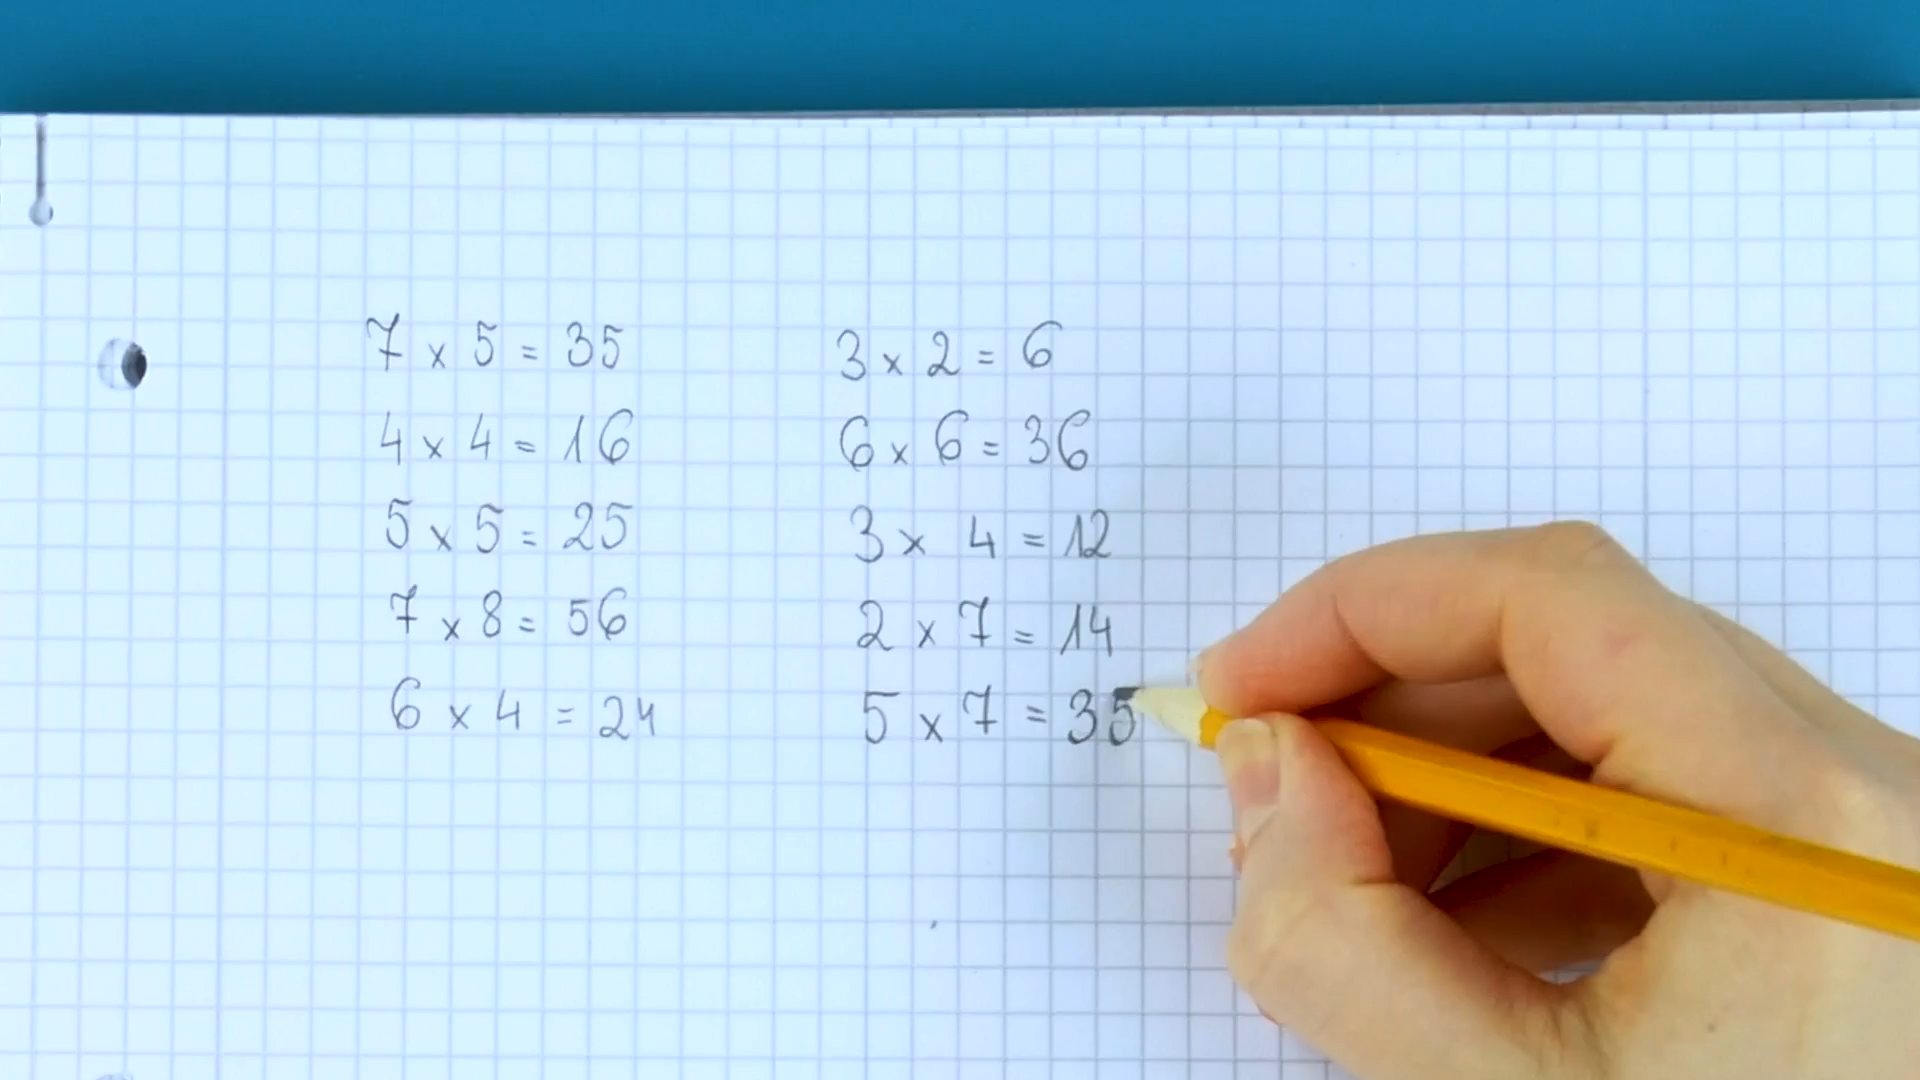 7 x 5 = 35
4 x 4 = 16
5 x 5 = 25
7 x 8 = 56
6 x 4 = 24
3 x 2 = 6
6 x 6 = 36
3 x 4 = 12
2 x 7 = 14
5 x 7 = 35